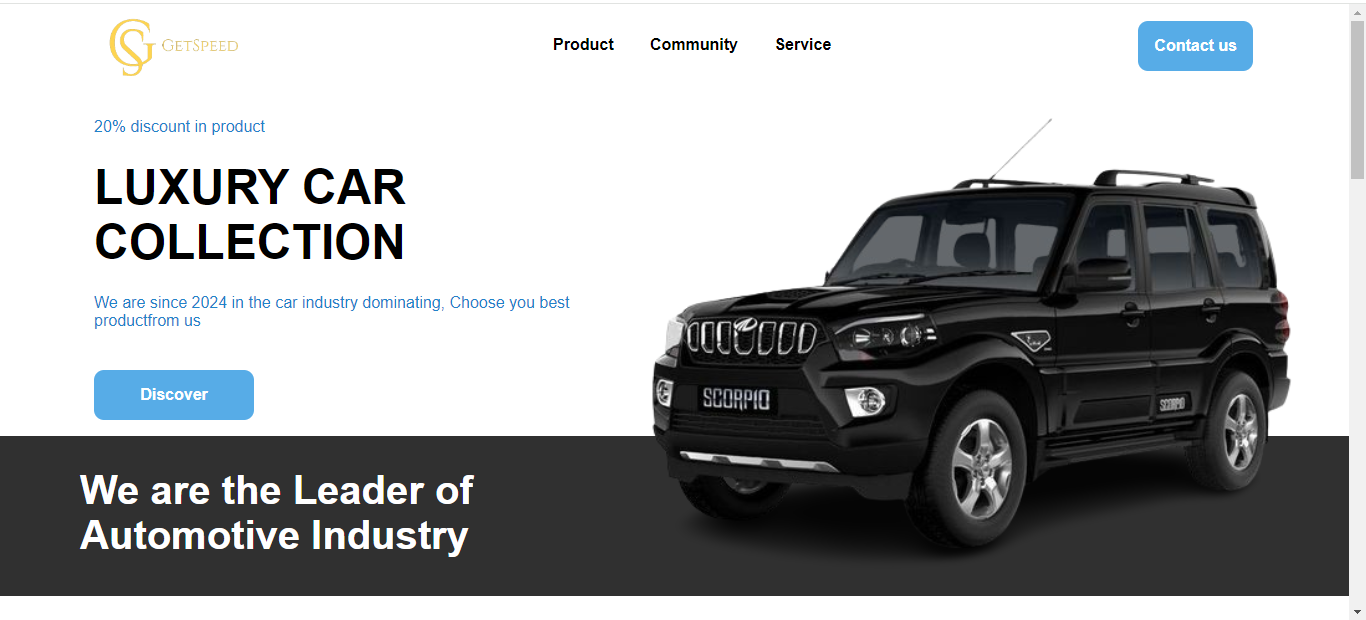 GETSPEED
Product
Community
Service
Contact us
20% discount in product
LUXURY CAR
COLLECTION
We are since 2024 in the car industry dominating, Choose you best
productfrom us
Discover
SCORPIO
SCORPIO
We are the Leader of
Automotive Industry